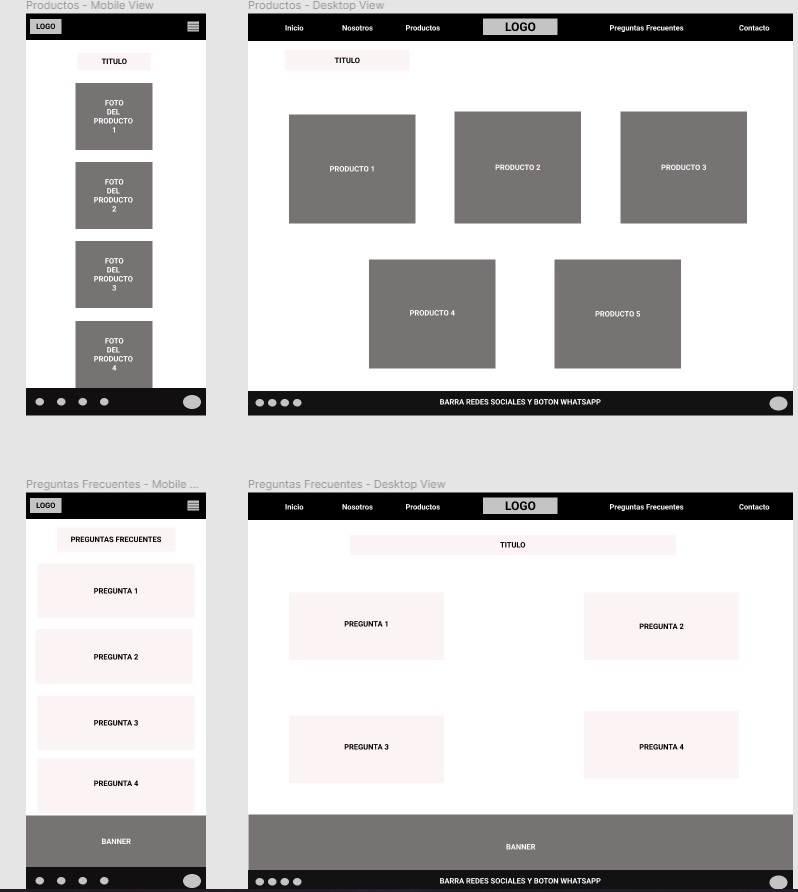 Productos - Mobile View
LOGO
TITULO
FOTO
DEL
PRODUCTO
1
FOTO
DEL
PRODUCTO
2
FOTO
DEL
PRODUCTO
3
FOTO
DEL
PRODUCTO
4
Productos - Desktop View
Inicio Nosotros Productos LOGO Preguntas Frecuentes Contacto
TITULO
PRODUCTO 1 PRODUCTO 2 PRODUCTO 3
PRODUCTO 4 PRODUCTO 5
BARRA REDES SOCIALES Y BOTON WHATSAPP
Preguntas Frecuentes - Mobile ...
LOGO
PREGUNTAS FRECUENTES
PREGUNTA 1
PREGUNTA 2
PREGUNTA 3
PREGUNTA 4
BANNER
Preguntas Frecuentes - Desktop View
Inicio Nosotros Productos LOGO Preguntas Frecuentes Contacto
TITULO
PREGUNTA 1 PREGUNTA 2
PREGUNTA 3 PREGUNTA 4
BANNER
BARRA REDES SOCIALES Y BOTON WHATSAPP